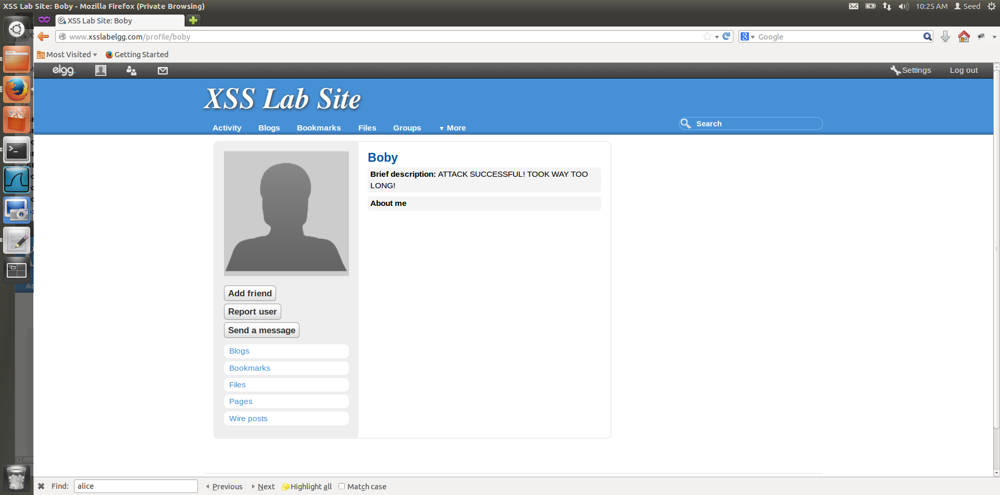 XSS Lab Site: Boby - Mozilla Firefox (Private Browsing)
10:25 AM Seed
XSS Lab Site: Boby
www.xsslabelgg.com/profile/boby
Google
Most Visited Getting Started
elgg.
Settings Log out
XSS Lab Site
Activity Blogs Bookmarks Files Groups ▼ More
Search
Boby
Brief description: ATTACK SUCCESSFUL! TOOK WAY TOO
LONG!
About me
Add friend
Report user
Send a message
Blogs
Bookmarks
Files
Pages
Wire posts
Find: alice Previous Next Highlight all Match case